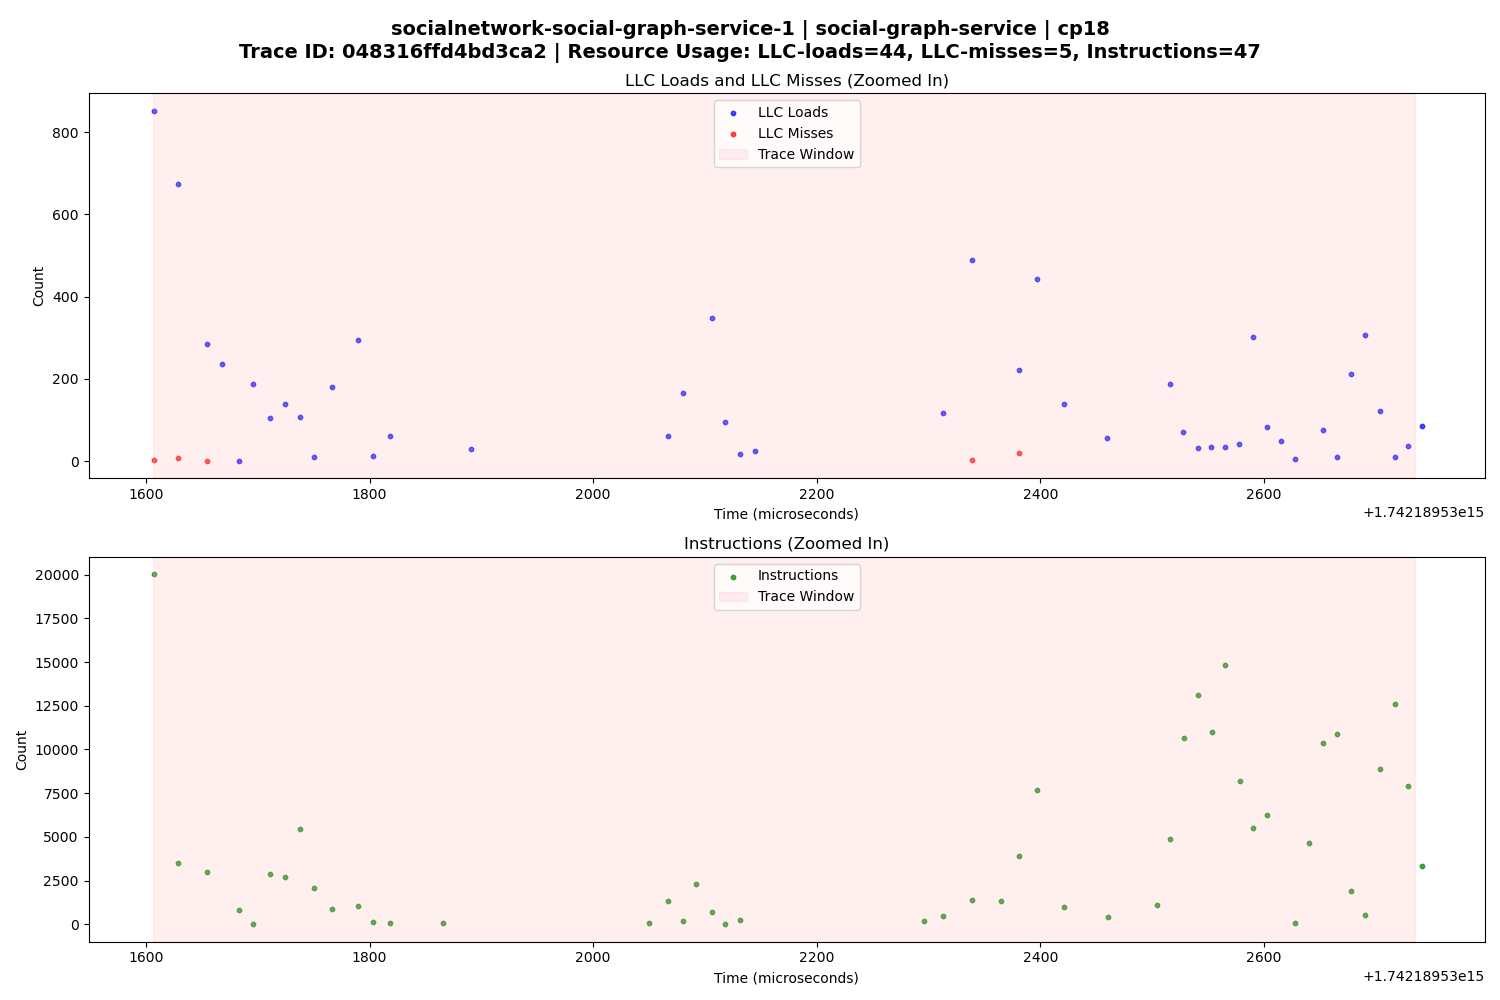 socialnetwork-social-graph-service-1 | social-graph-service | cp18
Trace ID: 048316ffd4bd3ca2 | Resource Usage: LLC-loads=44, LLC-misses=5, Instructions=47
LLC Loads and LLC Misses (Zoomed In)
LLC Loads
LLC Misses
Trace Window
800
600
400
200
0
Count
1600 1800 2000 2200 2400 2600
Time (microseconds)
+1.74218953e15
Instructions (Zoomed In)
Instructions
Trace Window
20000
17500
15000
12500
10000
7500
5000
2500
0
Count
1600 1800 2000 2200 2400 2600
Time (microseconds)
+1.74218953e15